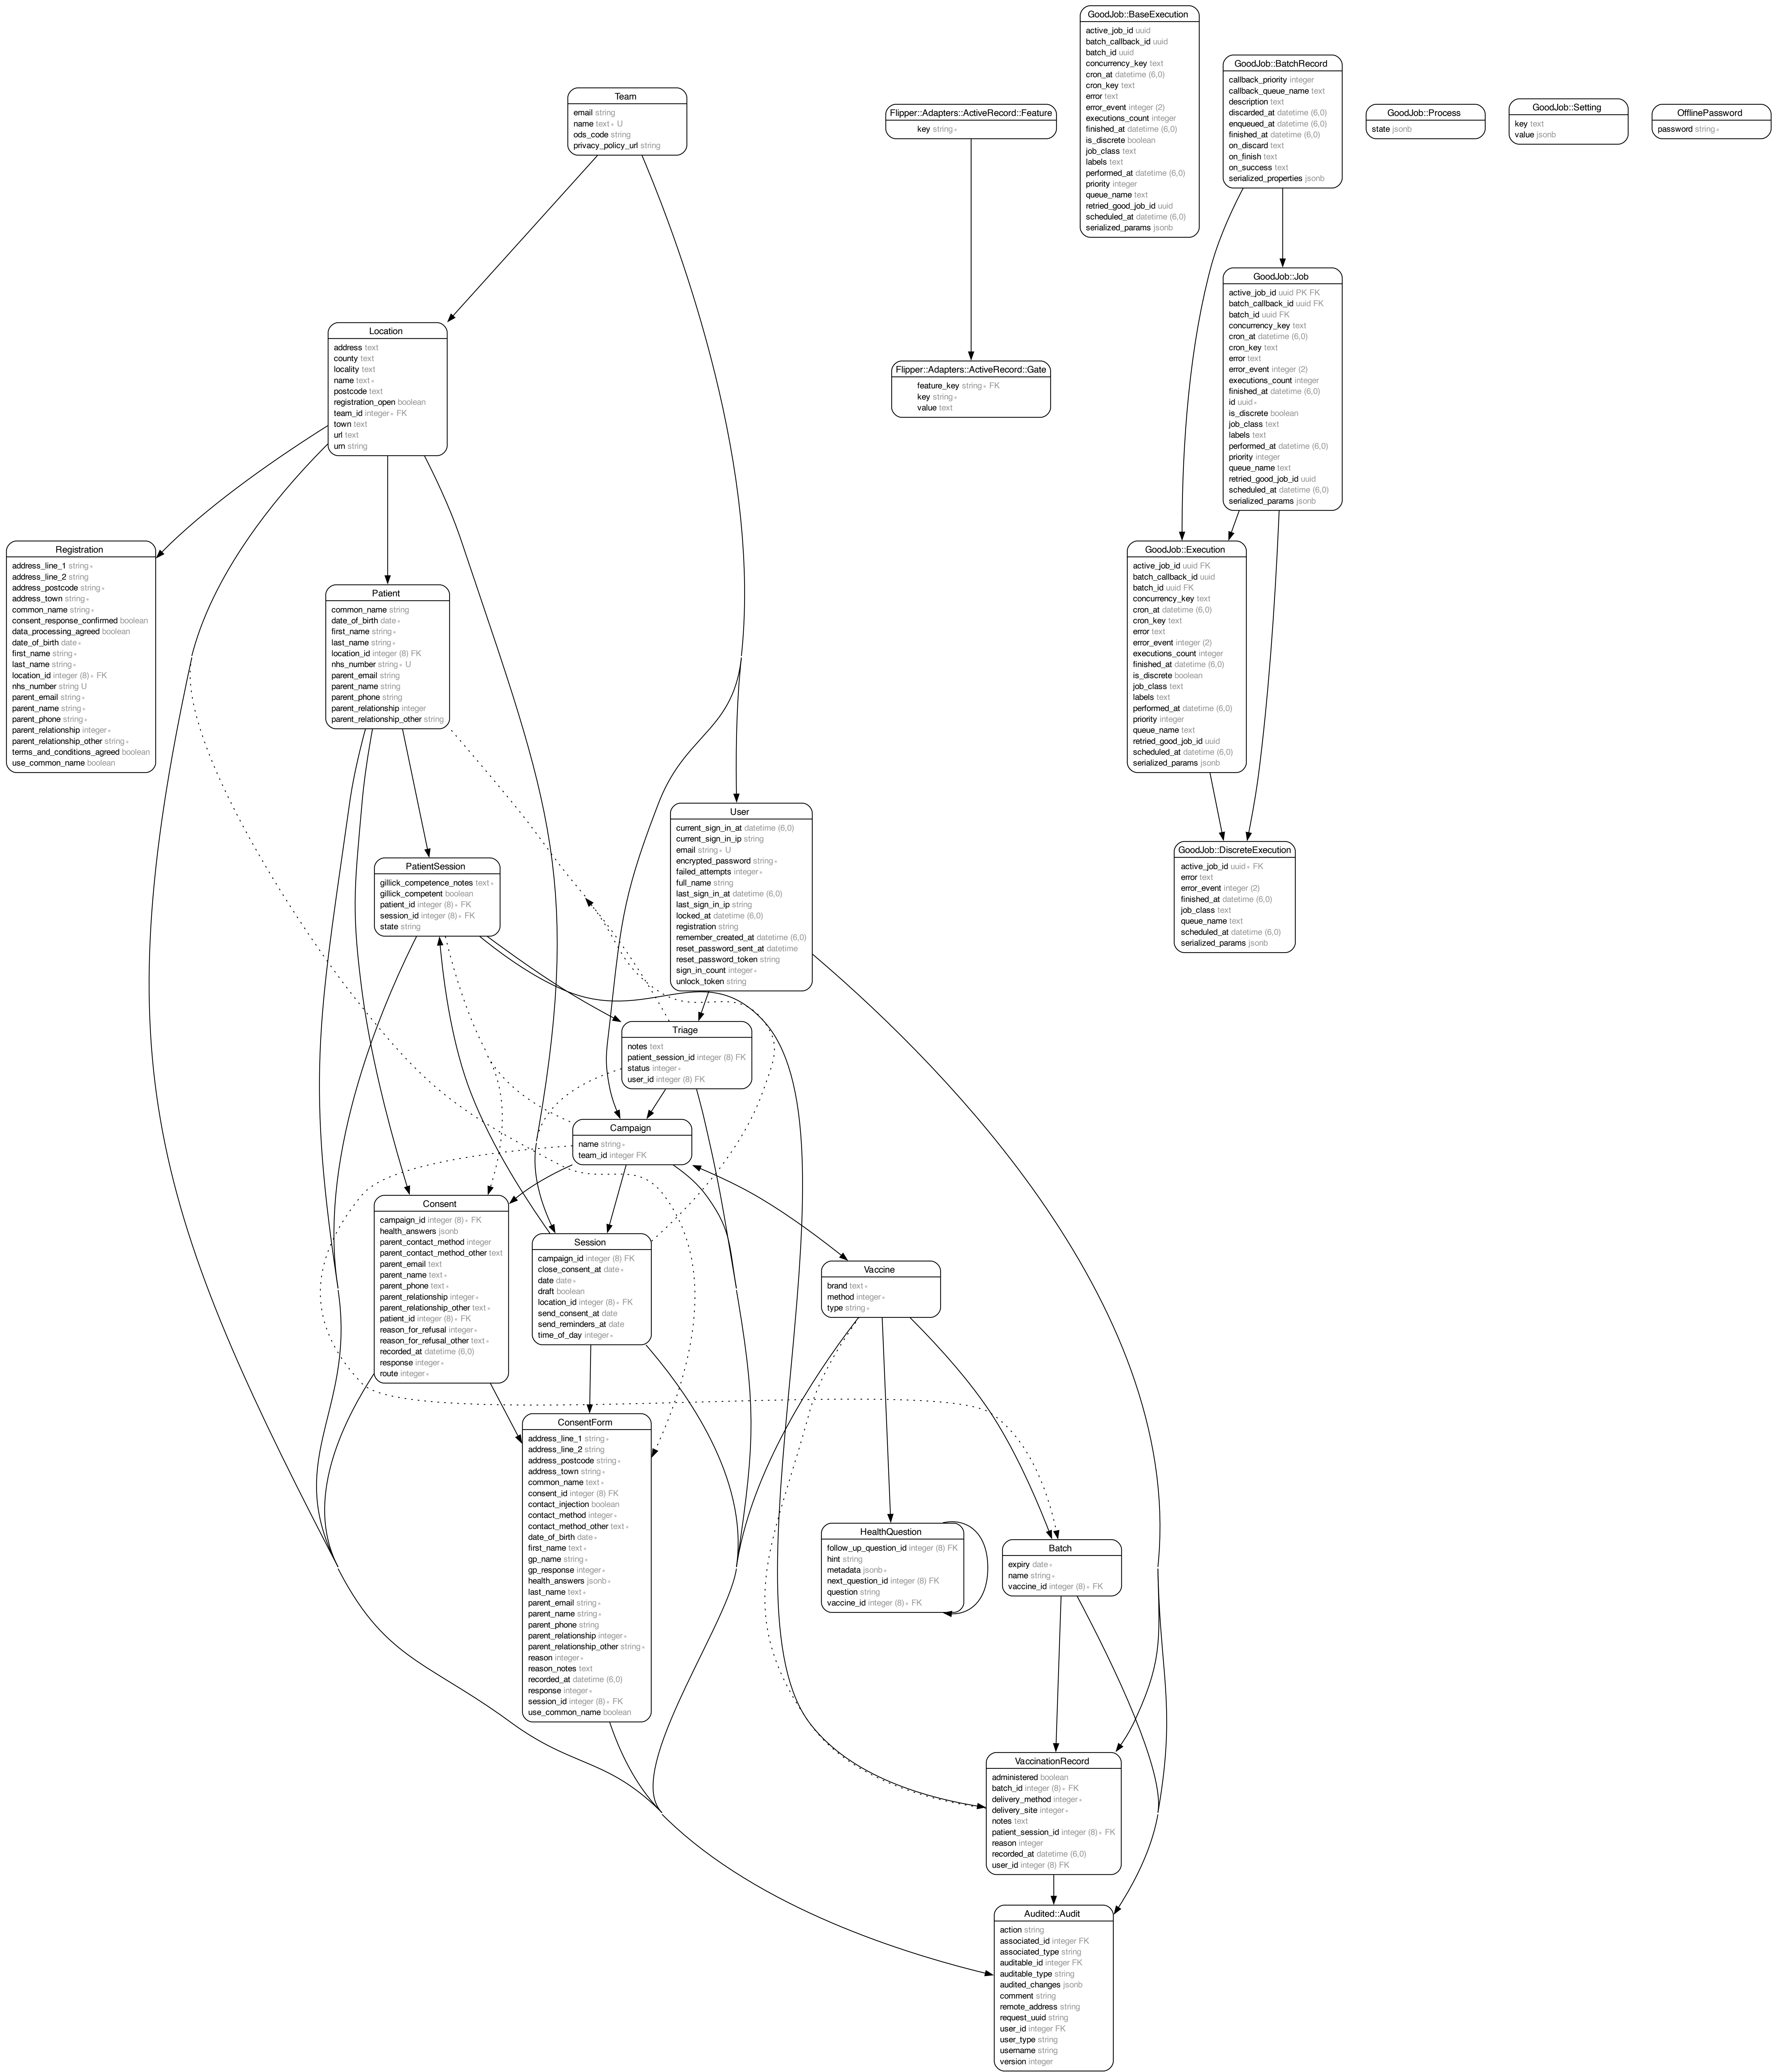 GoodJob::BaseExecution
active_job_id uuid
batch_callback_id uuid
batch_id uuid
concurrency_key text
cron_at datetime (6,0)
cron_key text
error text
error_event integer (2)
executions_count integer
finished_at datetime (6,0)
is_discrete boolean
job_class text
labels text
performed_at datetime (6,0)
priority integer
queue_name text
retried_good_job_id uuid
scheduled_at datetime (6,0)
serialized_params jsonb
GoodJob::BatchRecord
callback_priority integer
callback_queue_name text
description text
discarded_at datetime (6,0)
enqueued_at datetime (6,0)
finished_at datetime (6,0)
on_discard text
on_finish text
on_success text
serialized_properties jsonb
Team
email string
name text∗ U
ods_code string
privacy_policy_url string
Flipper::Adapters::ActiveRecord::Feature
key string∗
GoodJob::Process
state jsonb
GoodJob::Setting
key text
value jsonb
OfflinePassword
password string∗
GoodJob::Job
active_job_id uuid PK FK
batch_callback_id uuid FK
batch_id uuid FK
concurrency_key text
cron_at datetime (6,0)
cron_key text
error text
error_event integer (2)
executions_count integer
finished_at datetime (6,0)
id uuid∗
is_discrete boolean
job_class text
labels text
performed_at datetime (6,0)
priority integer
queue_name text
retried_good_job_id uuid
scheduled_at datetime (6,0)
serialized_params jsonb
Location
address text
county text
locality text
name text∗
postcode text
registration_open boolean
team_id integer∗ FK
town text
url text
urn string
Flipper::Adapters::ActiveRecord::Gate
feature_key string∗ FK
key string∗
value text
Registration
address_line_1 string∗
address_line_2 string
address_postcode string∗
address_town string∗
common_name string∗
consent_response_confirmed boolean
data_processing_agreed boolean
date_of_birth date∗
first_name string∗
last_name string∗
location_id integer (8)∗ FK
nhs_number string U
parent_email string∗
parent_name string∗
parent_phone string∗
parent_relationship integer∗
parent_relationship_other string∗
terms_and_conditions_agreed boolean
use_common_name boolean
Patient
common_name string
date_of_birth date∗
first_name string∗
last_name string∗
location_id integer (8) FK
nhs_number string∗ U
parent_email string
parent_name string
parent_phone string
parent_relationship integer
parent_relationship_other string
GoodJob::Execution
active_job_id uuid FK
batch_callback_id uuid
batch_id uuid FK
concurrency_key text
cron_at datetime (6,0)
cron_key text
error text
error_event integer (2)
executions_count integer
finished_at datetime (6,0)
is_discrete boolean
job_class text
labels text
performed_at datetime (6,0)
priority integer
queue_name text
retried_good_job_id uuid
scheduled_at datetime (6,0)
serialized_params jsonb
User
current_sign_in_at datetime (6,0)
current_sign_in_ip string
email string∗ U
encrypted_password string∗
failed_attempts integer∗
full_name string
last_sign_in_at datetime (6,0)
last_sign_in_ip string
locked_at datetime (6,0)
registration string
remember_created_at datetime (6,0)
reset_password_sent_at datetime
reset_password_token string
sign_in_count integer∗
unlock_token string
PatientSession
gillick_competence_notes text∗
gillick_competent boolean
patient_id integer (8)∗ FK
session_id integer (8)∗ FK
state string
GoodJob::DiscreteExecution
active_job_id uuid∗ FK
error text
error_event integer (2)
finished_at datetime (6,0)
job_class text
queue_name text
scheduled_at datetime (6,0)
serialized_params jsonb
Triage
notes text
patient_session_id integer (8) FK
status integer∗
user_id integer (8) FK
Campaign
name string∗
team_id integer FK
Consent
campaign_id integer (8)∗ FK
health_answers jsonb
parent_contact_method integer
parent_contact_method_other text
parent_email text
parent_name text∗
parent_phone text∗
parent_relationship integer∗
parent_relationship_other text∗
patient_id integer (8)∗ FK
reason_for_refusal integer∗
reason_for_refusal_other text∗
recorded_at datetime (6,0)
response integer∗
route integer∗
Session
campaign_id integer (8) FK
close_consent_at date∗
date date∗
draft boolean
location_id integer (8)∗ FK
send_consent_at date
send_reminders_at date
time_of_day integer∗
Vaccine
brand text∗
method integer∗
type string∗
ConsentForm
address_line_1 string∗
address_line_2 string
address_postcode string∗
address_town string∗
common_name text∗
consent_id integer (8) FK
contact_injection boolean
contact_method integer∗
contact_method_other text∗
date_of_birth date∗
first_name text∗
gp_name string∗
gp_response integer∗
health_answers jsonb∗
last_name text∗
parent_email string∗
parent_name string∗
parent_phone string
parent_relationship integer∗
parent_relationship_other string∗
reason integer∗
reason_notes text
recorded_at datetime (6,0)
response integer∗
session_id integer (8)∗ FK
use_common_name boolean
HealthQuestion
follow_up_question_id integer (8) FK
hint string
metadata jsonb∗
next_question_id integer (8) FK
question string
vaccine_id integer (8)∗ FK
Batch
expiry date∗
name string∗
vaccine_id integer (8)∗ FK
VaccinationRecord
administered boolean
batch_id integer (8)∗ FK
delivery_method integer∗
delivery_site integer∗
notes text
patient_session_id integer (8)∗ FK
reason integer
recorded_at datetime (6,0)
user_id integer (8) FK
Audited::Audit
action string
associated_id integer FK
associated_type string
auditable_id integer FK
auditable_type string
audited_changes jsonb
comment string
remote_address string
request_uuid string
user_id integer FK
user_type string
username string
version integer